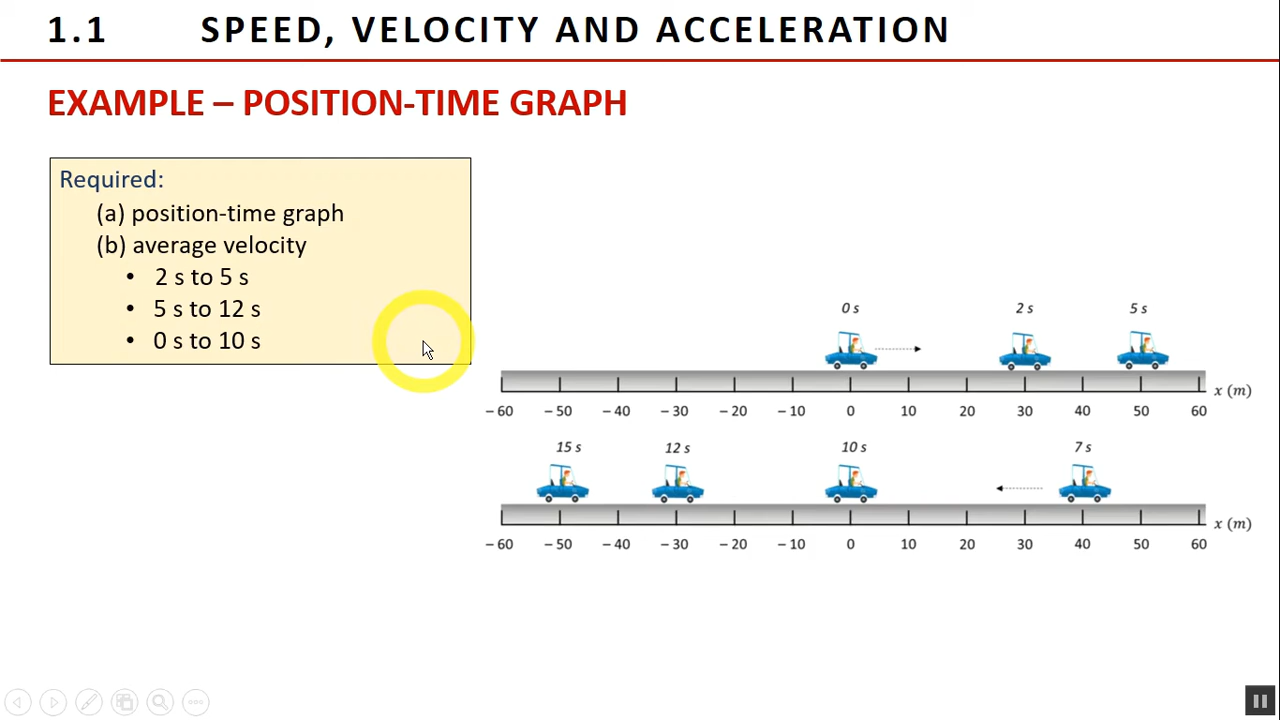 1.1 SPEED, VELOCITY AND ACCELERATION
EXAMPLE – POSITION-TIME GRAPH
Required:
(a) position-time graph
(b) average velocity
• 2 s to 5 s
• 5 s to 12 s
• 0 s to 10 s
0 s 2 s 5 s
x (m)
– 60 – 50 – 40 – 30 – 20 – 10 0 10 20 30 40 50 60
15 s 12 s 10 s 7 s
x (m)
– 60 – 50 – 40 – 30 – 20 – 10 0 10 20 30 40 50 60